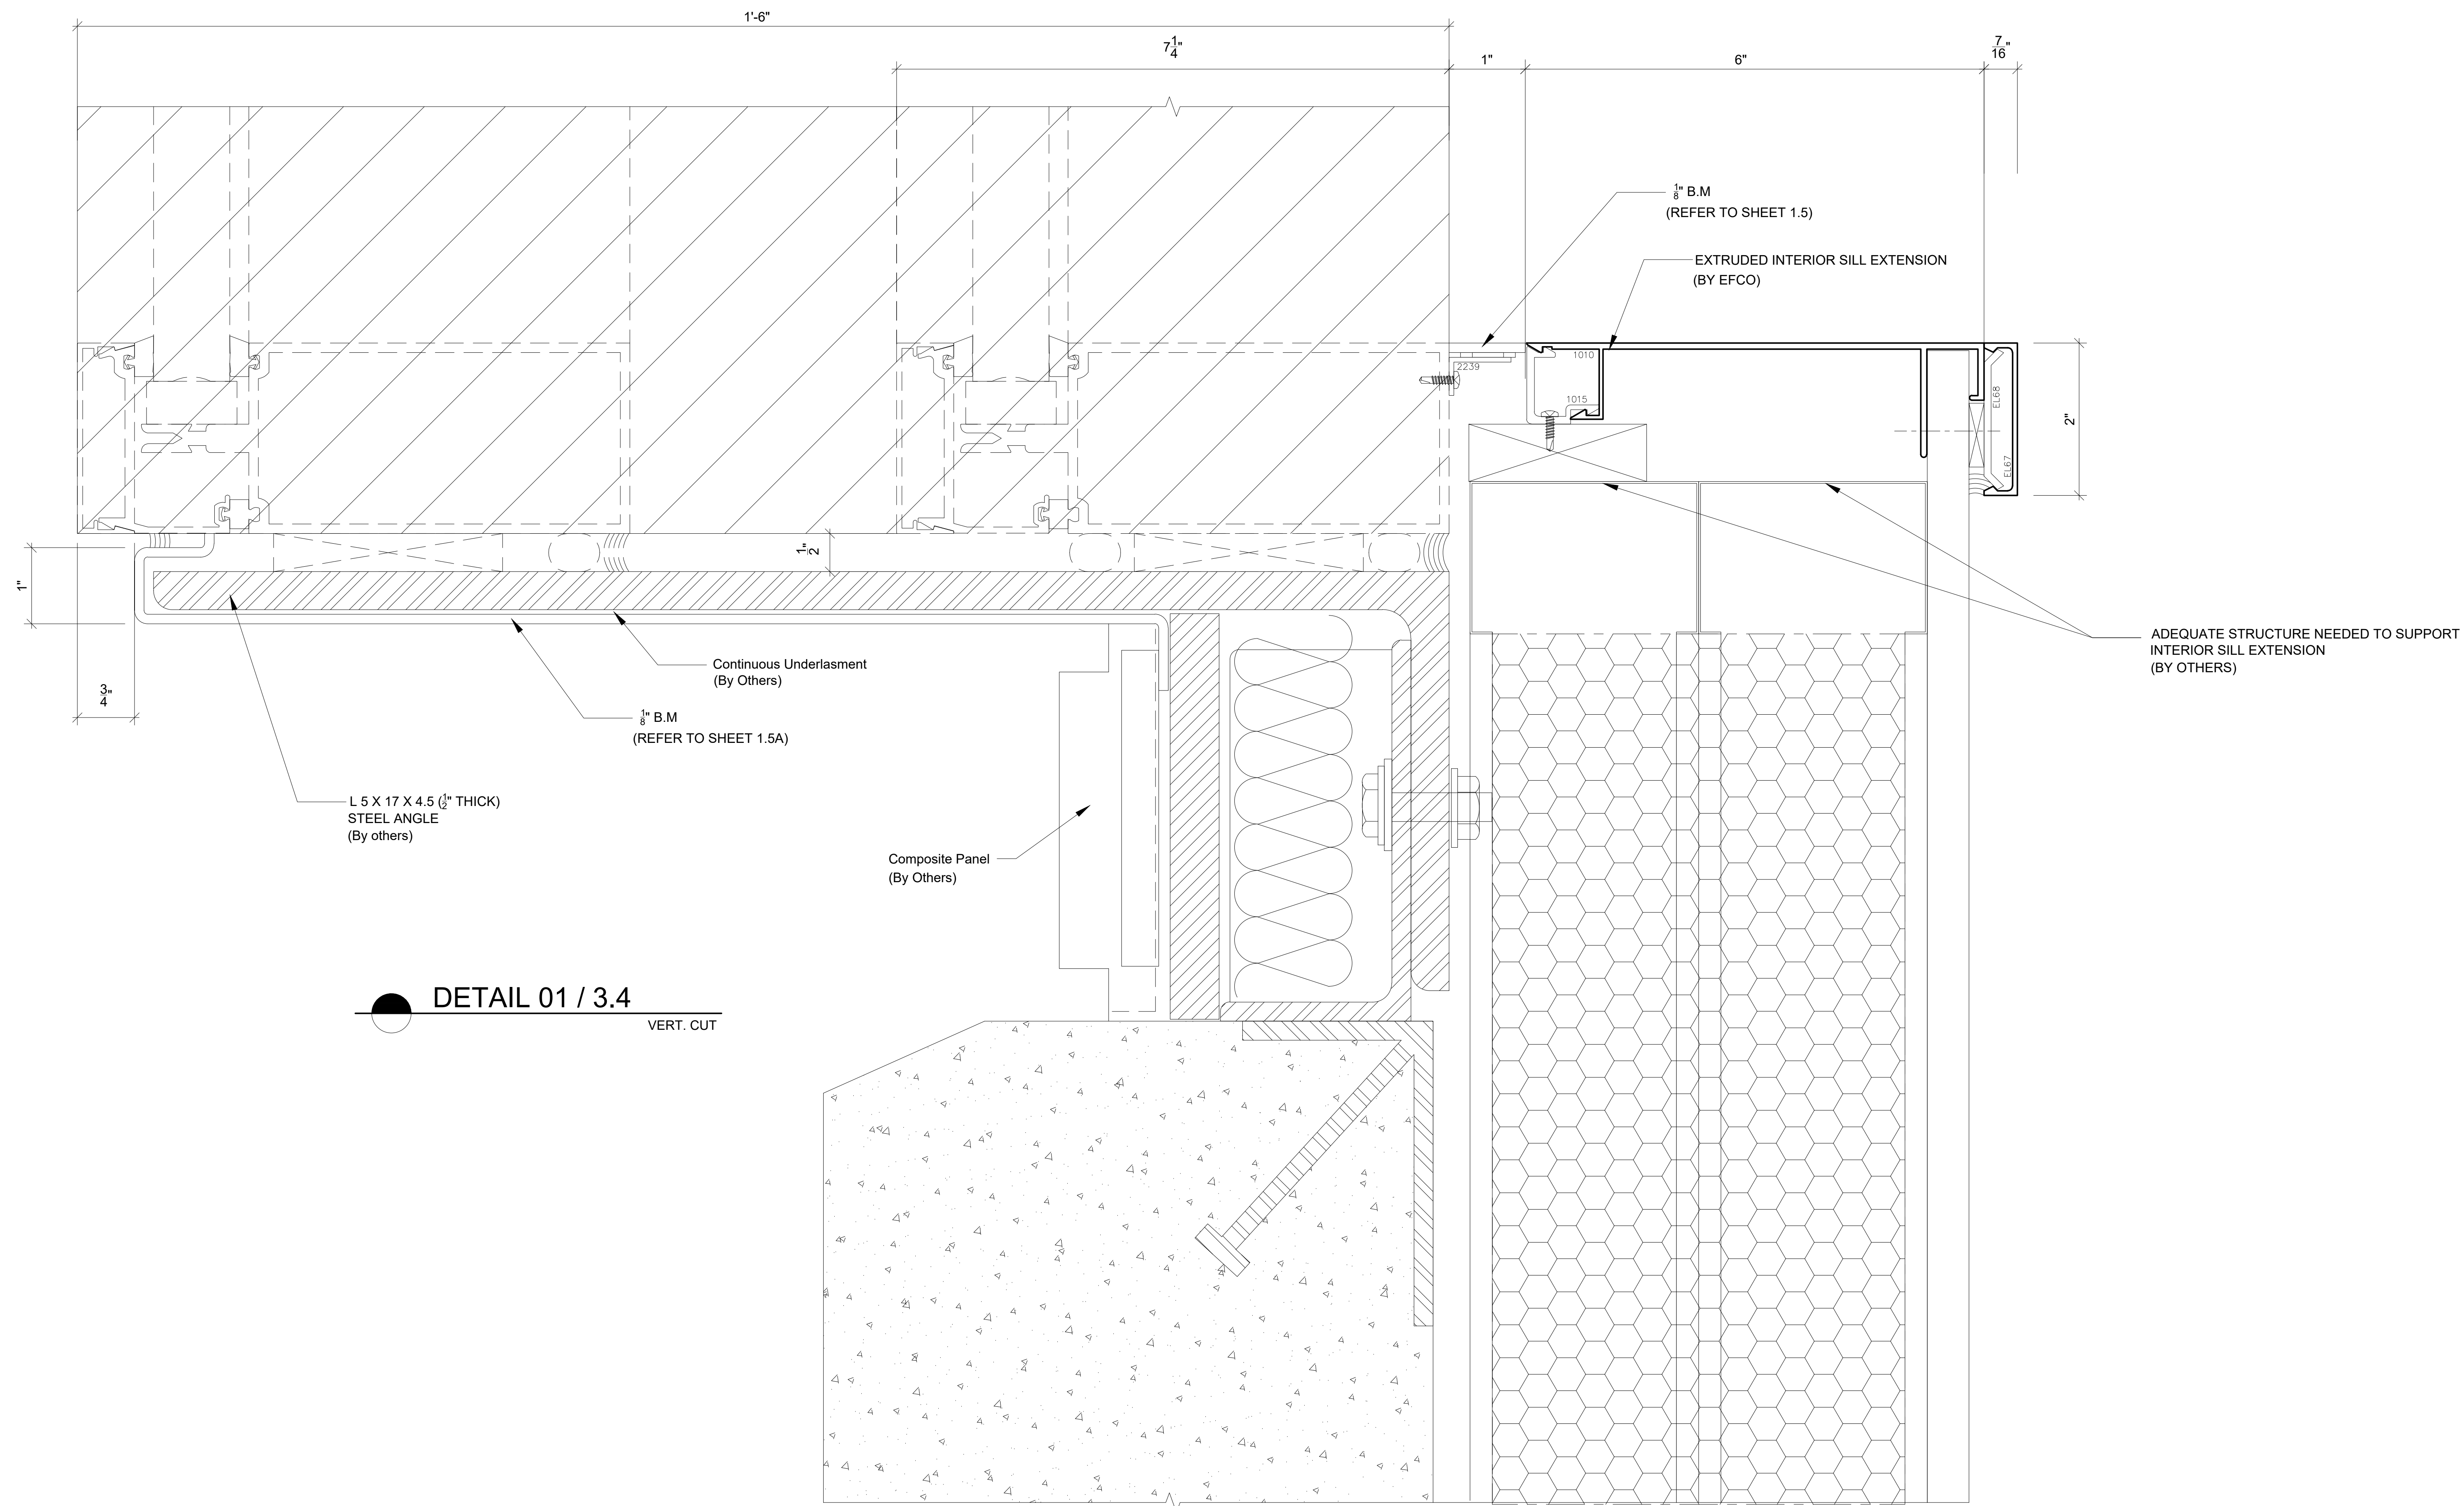 1'-6"
7 1/4"
1"
6"
7/16"
1/8" B.M
(REFER TO SHEET 1.5)
EXTRUDED INTERIOR SILL EXTENSION
(BY EFCO)
2239
1010
1015
EL68
EL67
2"
1/2"
1"
3/4"
ADEQUATE STRUCTURE NEEDED TO SUPPORT
INTERIOR SILL EXTENSION
(BY OTHERS)
Continuous Underlasment
(By Others)
1/8" B.M
(REFER TO SHEET 1.5A)
L 5 X 17 X 4.5 (1/2" THICK)
STEEL ANGLE
(By others)
Composite Panel
(By Others)
DETAIL 01 / 3.4
VERT. CUT